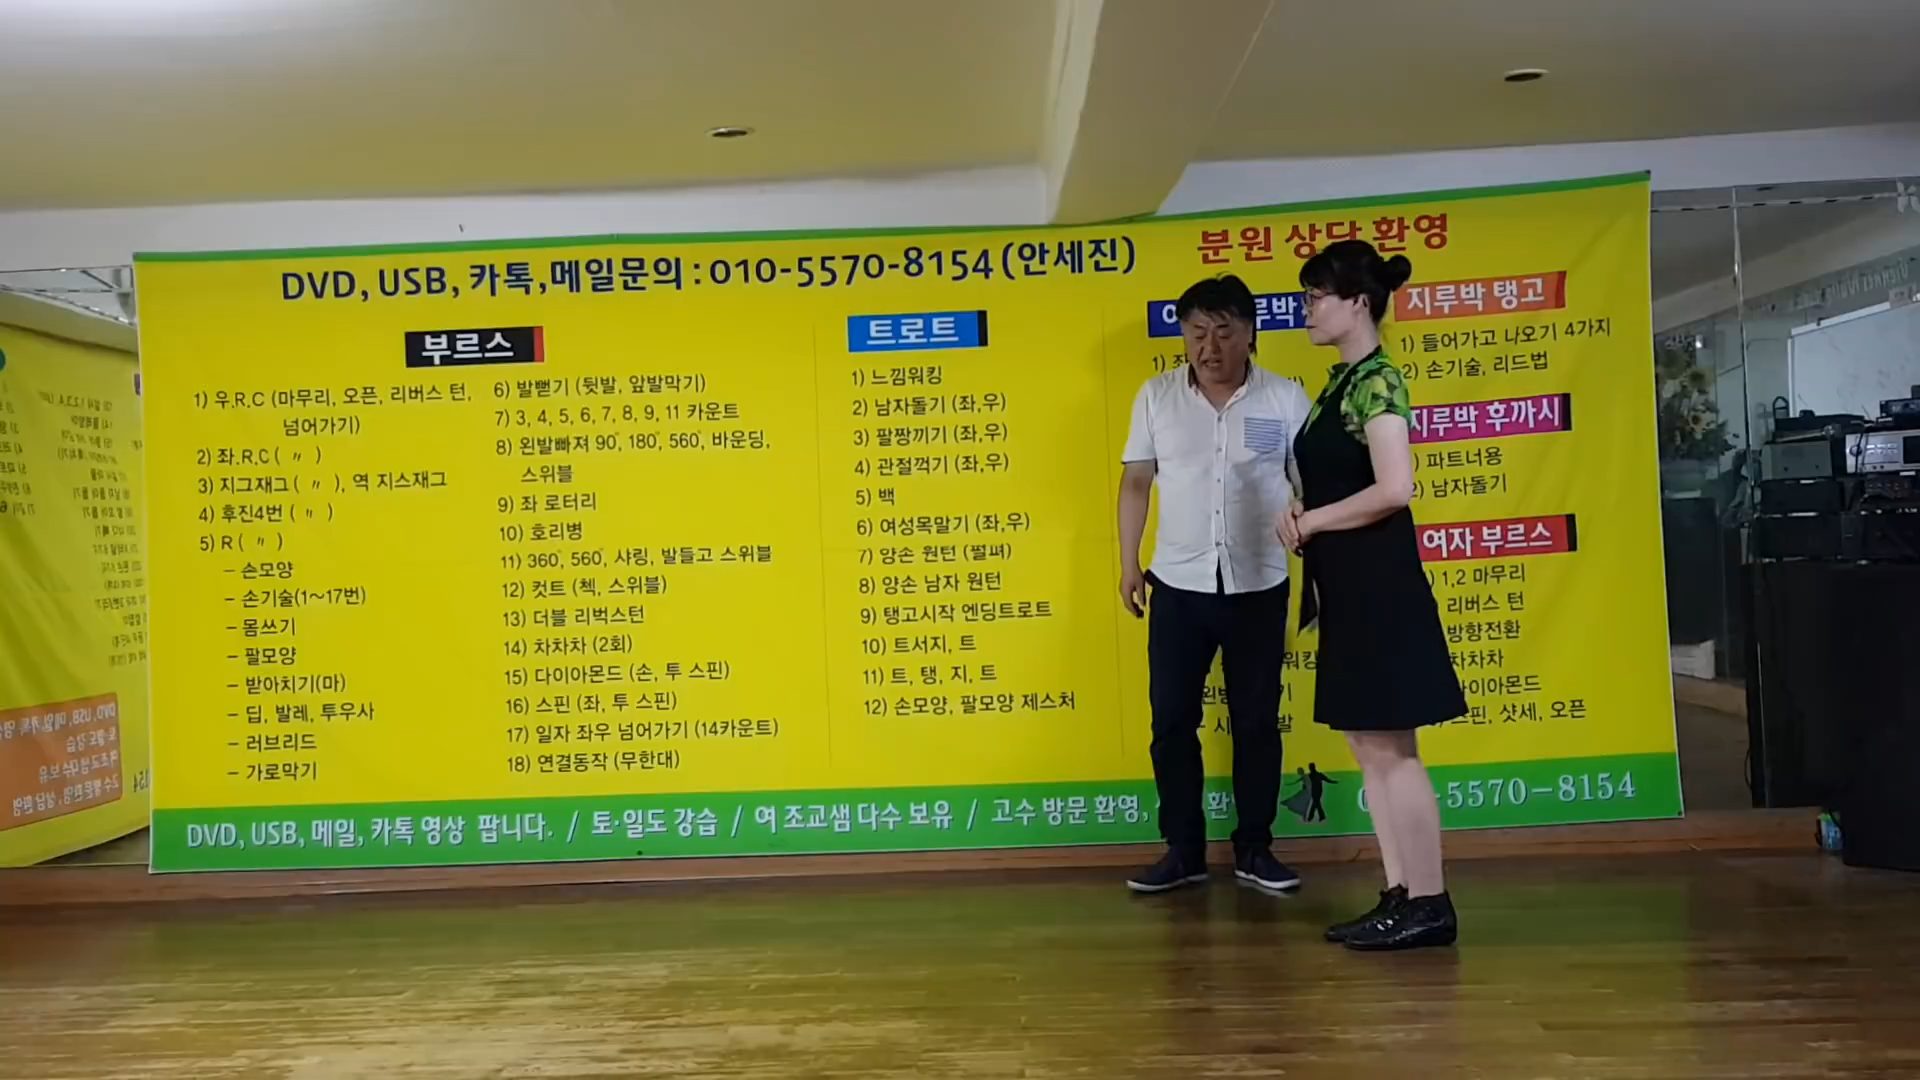 DVD, USB, 카톡,메일문의 : 010-5570-8154 (안세진)
분원 상담 환영
부르스
1) 우.R.C (마무리, 오픈, 리버스 턴,
넘어가기)
2) 좌.R.C ( 〃 )
3) 지그재그 ( 〃 ), 역 지스재그
4) 후진4번 ( 〃 )
5) R ( 〃 )
– 손모양
– 손기술(1~17번)
– 몸쓰기
– 팔모양
– 받아치기(마)
– 딥, 발레, 투우사
– 러브리드
– 가로막기
6) 발뻗기 (뒷발, 앞발막기)
7) 3, 4, 5, 6, 7, 8, 9, 11 카운트
8) 왼발빠져 90°, 180°, 560°, 바운딩,
스위블
9) 좌 로터리
10) 호리병
11) 360°, 560°, 샤링, 발들고 스위블
12) 컷트 (첵, 스위블)
13) 더블 리벅스턴
14) 차차차 (2회)
15) 다이아몬드 (손, 투 스핀)
16) 스핀 (좌, 투 스핀)
17) 일자 좌우 넘어가기 (14카운트)
18) 연결동작 (무한대)
트로트
1) 느낌워킹
2) 남자돌기 (좌,우)
3) 팔짱끼기 (좌,우)
4) 관절꺽기 (좌,우)
5) 백
6) 여성목말기 (좌,우)
7) 양손 원턴 (펼펴)
8) 양손 남자 원턴
9) 탱고시작 엔딩트로트
10) 트서지, 트
11) 트, 탱, 지, 트
12) 손모양, 팔모양 제스처
지루박 탱고
1) 들어가고 나오기 4가지
2) 손기술, 리드법
지루박 후까시
파트너용
2) 남자돌기
여자 부르스
1,2 마무리
리버스 턴
방향전환
차차차
스핀, 샷세, 오픈
DVD, USB, 메일, 카톡 영상 팝니다. / 토·일도 강습 / 여 조교샘 다수 보유 / 고수 방문 환영,
5570-8154